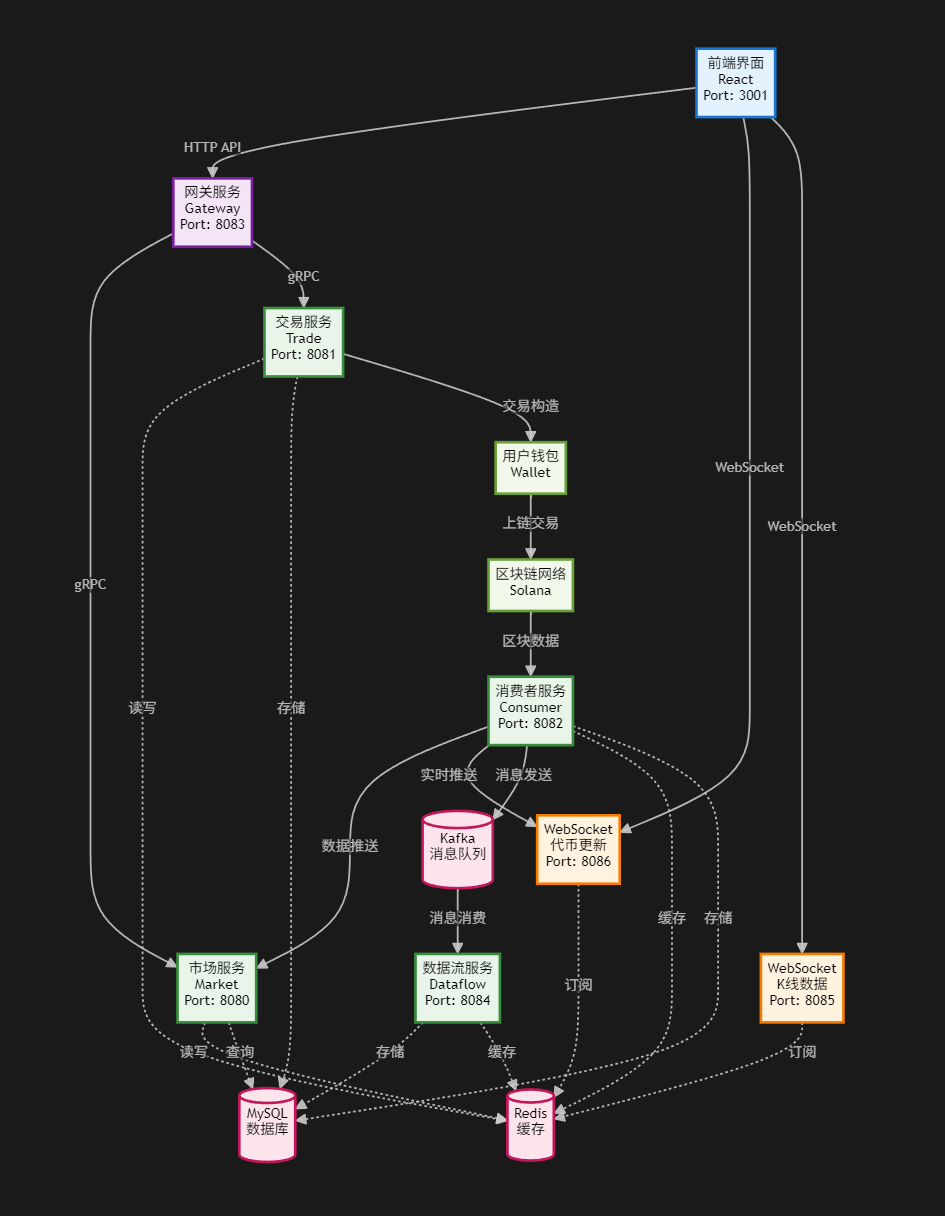 前端界面
React
Port: 3001
HTTP API
网关服务
Gateway
Port: 8083
gRPC
交易服务
Trade
Port: 8081
交易构造
用户钱包
Wallet
WebSocket
上链交易
WebSocket
区块链网络
Solana
gRPC
区块数据
消费者服务
Consumer
Port: 8082
读写
存储
实时推送
消息发送
WebSocket
代币更新
Port: 8086
Kafka
消息队列
数据推送
消息消费
缓存
存储
市场服务
Market
Port: 8080
数据流服务
Dataflow
Port: 8084
订阅
WebSocket
K线数据
Port: 8085
读写
查询
存储
缓存
订阅
MySQL
数据库
Redis
缓存